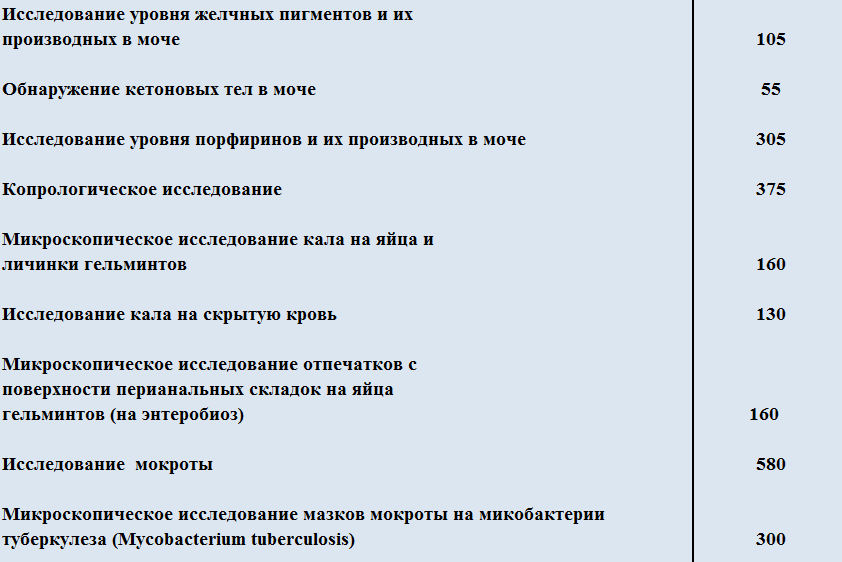 Исследование уровня желчных пигментов и их
производных в моче 105
Обнаружение кетоновых тел в моче 55
Исследование уровня порфиринов и их производных в моче 305
Копрологическое исследование 375
Микроскопическое исследование кала на яйца и
личинки гельминтов 160
Исследование кала на скрытую кровь 130
Микроскопическое исследование отпечатков с
поверхности перианальных складок на яйца
гельминтов (на энтеробиоз) 160
Исследование  мокроты 580
Микроскопическое исследование мазков мокроты на микобактерии
туберкулеза (Mycobacterium tuberculosis) 300